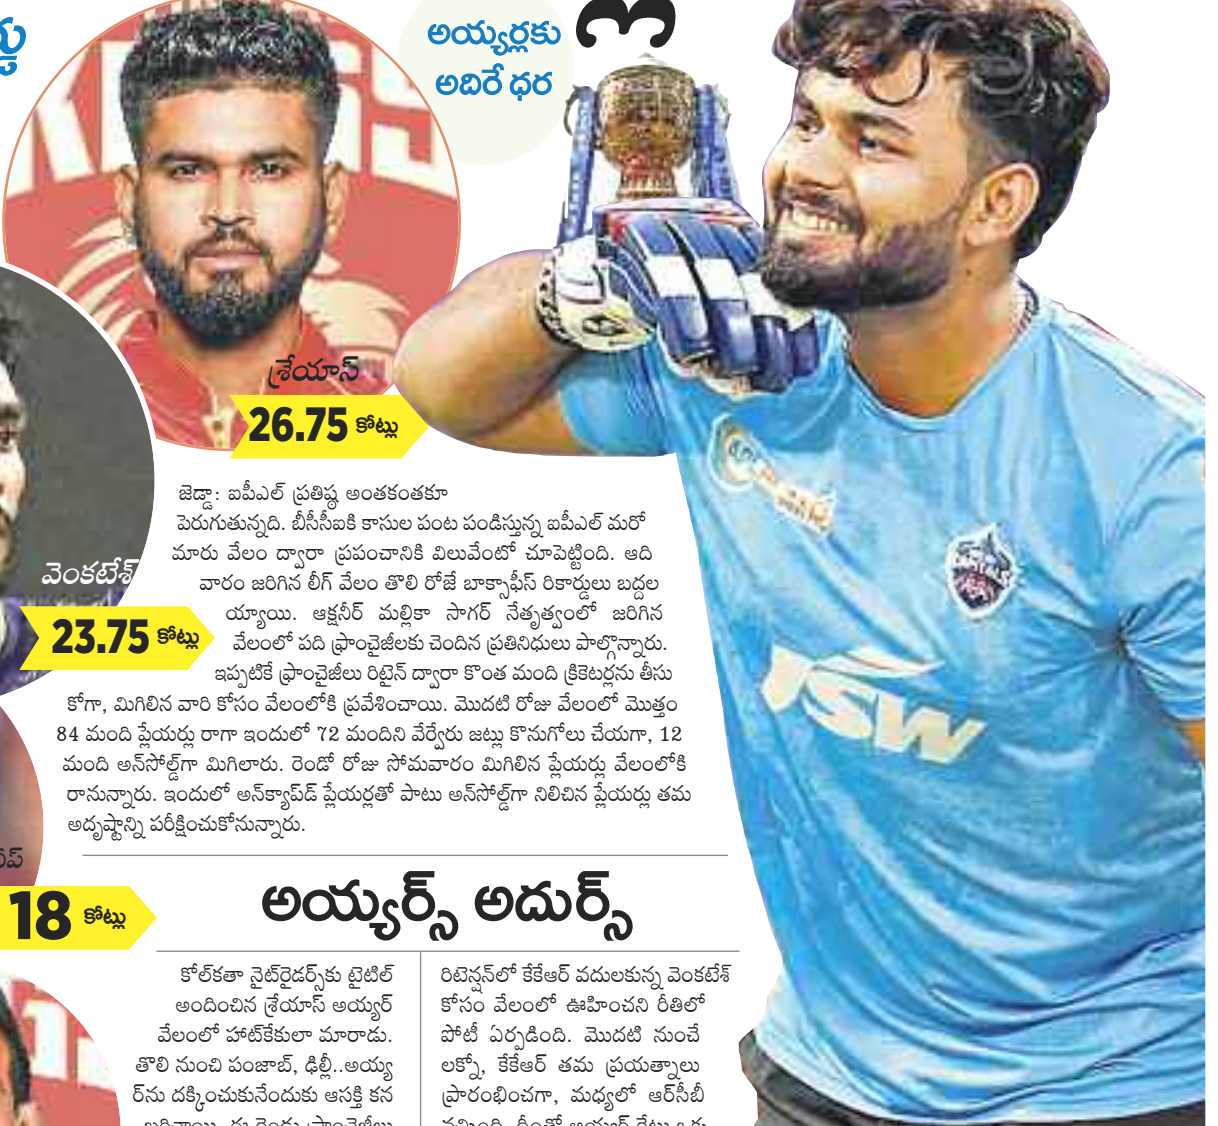 అయ్యర్లకు
అదిరే ధర
శ్రేయాస్
26.75 కోట్లు
జెడ్డా: ఐపీఎల్ ప్రతిష్ఠ అంతకంతకూ
పెరుగుతున్నది. బీసీసీఐకి కాసుల పంట పండిస్తున్న ఐపీఎల్ మరో
మారు వేలం ద్వారా ప్రపంచానికి విలువేంటో చూపెట్టింది. ఆది
వారం జరిగిన లీగ్ వేలం తొలి రోజే బాక్సాఫీస్ రికార్డులు బద్దల
య్యాయి. ఆక్షనీర్ మల్లికా సాగర్ నేతృత్వంలో జరిగిన
వేలంలో పది ఫ్రాంచైజీలకు చెందిన ప్రతినిధులు పాల్గొన్నారు.
ఇప్పటికే ఫ్రాంచైజీలు రిటైన్ ద్వారా కొంత మంది క్రికెటర్లను తీసు
కోగా, మిగిలిన వారి కోసం వేలంలోకి ప్రవేశించాయి. మొదటి రోజు వేలంలో మొత్తం
84 మంది ప్లేయర్లు రాగా ఇందులో 72 మందిని వేర్వేరు జట్లు కొనుగోలు చేయగా, 12
మంది అన్‌సోల్డ్‌గా మిగిలారు. రెండో రోజు సోమవారం మిగిలిన ప్లేయర్లు వేలంలోకి
రానున్నారు. ఇందులో అన్‌క్యాప్‌డ్ ప్లేయర్లతో పాటు అన్‌సోల్డ్‌గా నిలిచిన ప్లేయర్లు తమ
అదృష్టాన్ని పరీక్షించుకోనున్నారు.
వెంకటేశ్
23.75 కోట్లు
18 కోట్లు
అయ్యర్స్ అదుర్స్
కోల్‌కతా నైట్‌రైడర్స్‌కు టైటిల్
అందించిన శ్రేయాస్ అయ్యర్
వేలంలో హాట్‌కేకులా మారాడు.
తొలి నుంచి పంజాబ్, ఢిల్లీ..అయ్య
ర్‌ను దక్కించుకునేందుకు ఆసక్తి కన
రిటెన్షన్‌లో కేకేఆర్ వదులకున్న వెంకటేశ్
కోసం వేలంలో ఊహించని రీతిలో
పోటీ ఏర్పడింది. మొదటి నుంచే
లక్నో, కేకేఆర్ తమ ప్రయత్నాలు
ప్రారంభించగా, మధ్యలో ఆర్‌సీబీ
JSW